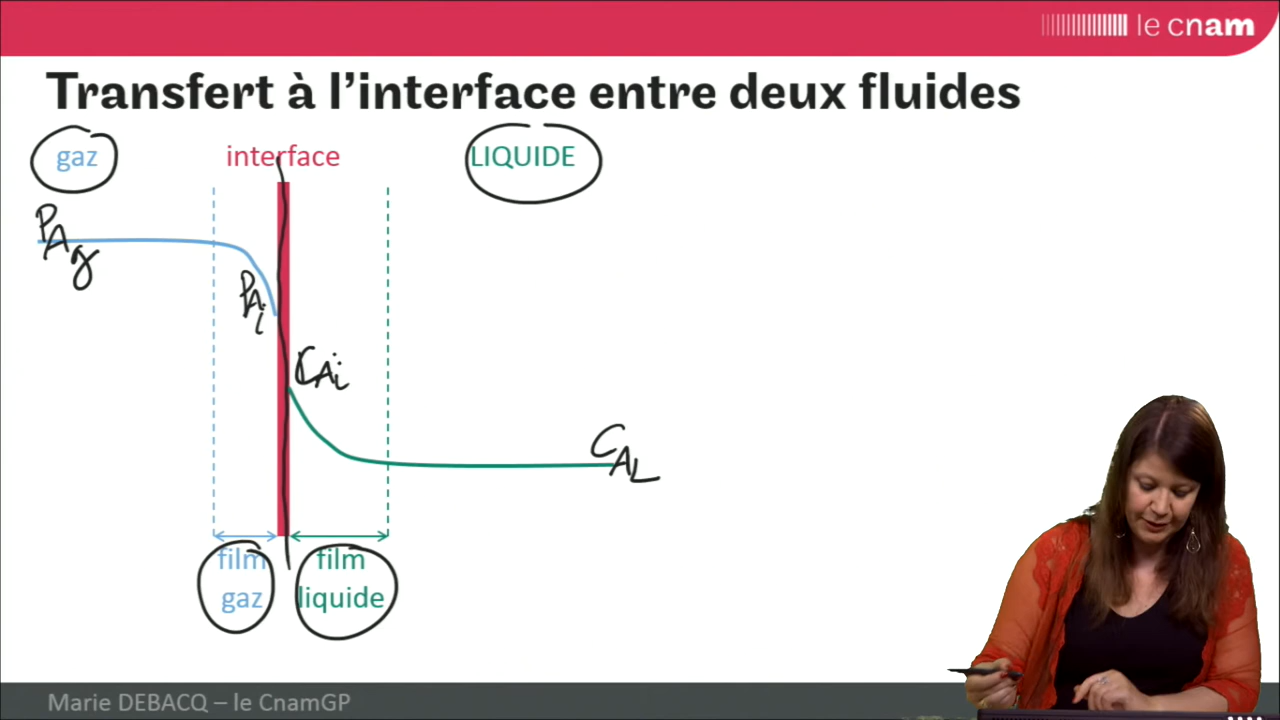 le cnam
Transfert à l'interface entre deux fluides
gaz
interface
LIQUIDE
PAg
PAi
CAi
CAL
film
gaz
film
liquide
Marie DEBACQ – le CnamGP